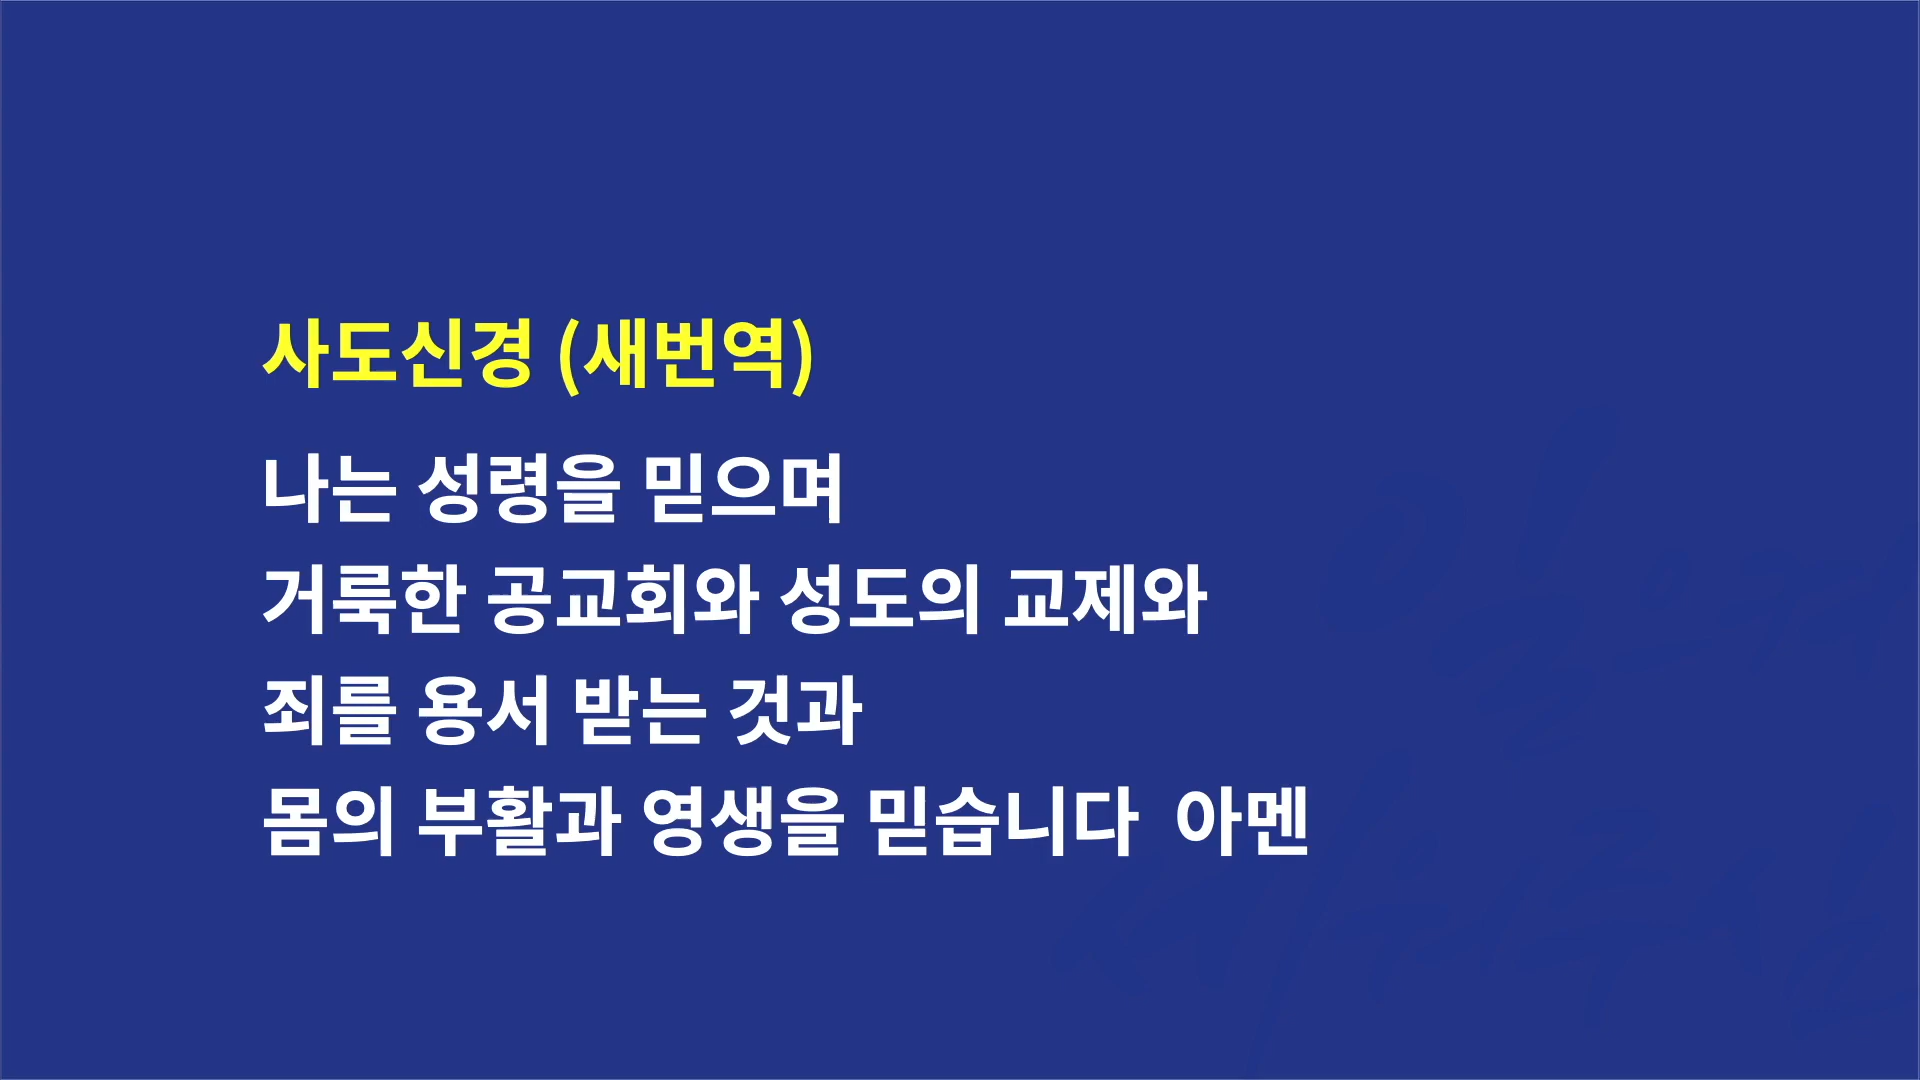 사도신경 (새번역)
나는 성령을 믿으며
거룩한 공교회와 성도의 교제와
죄를 용서 받는 것과
몸의 부활과 영생을 믿습니다 아멘